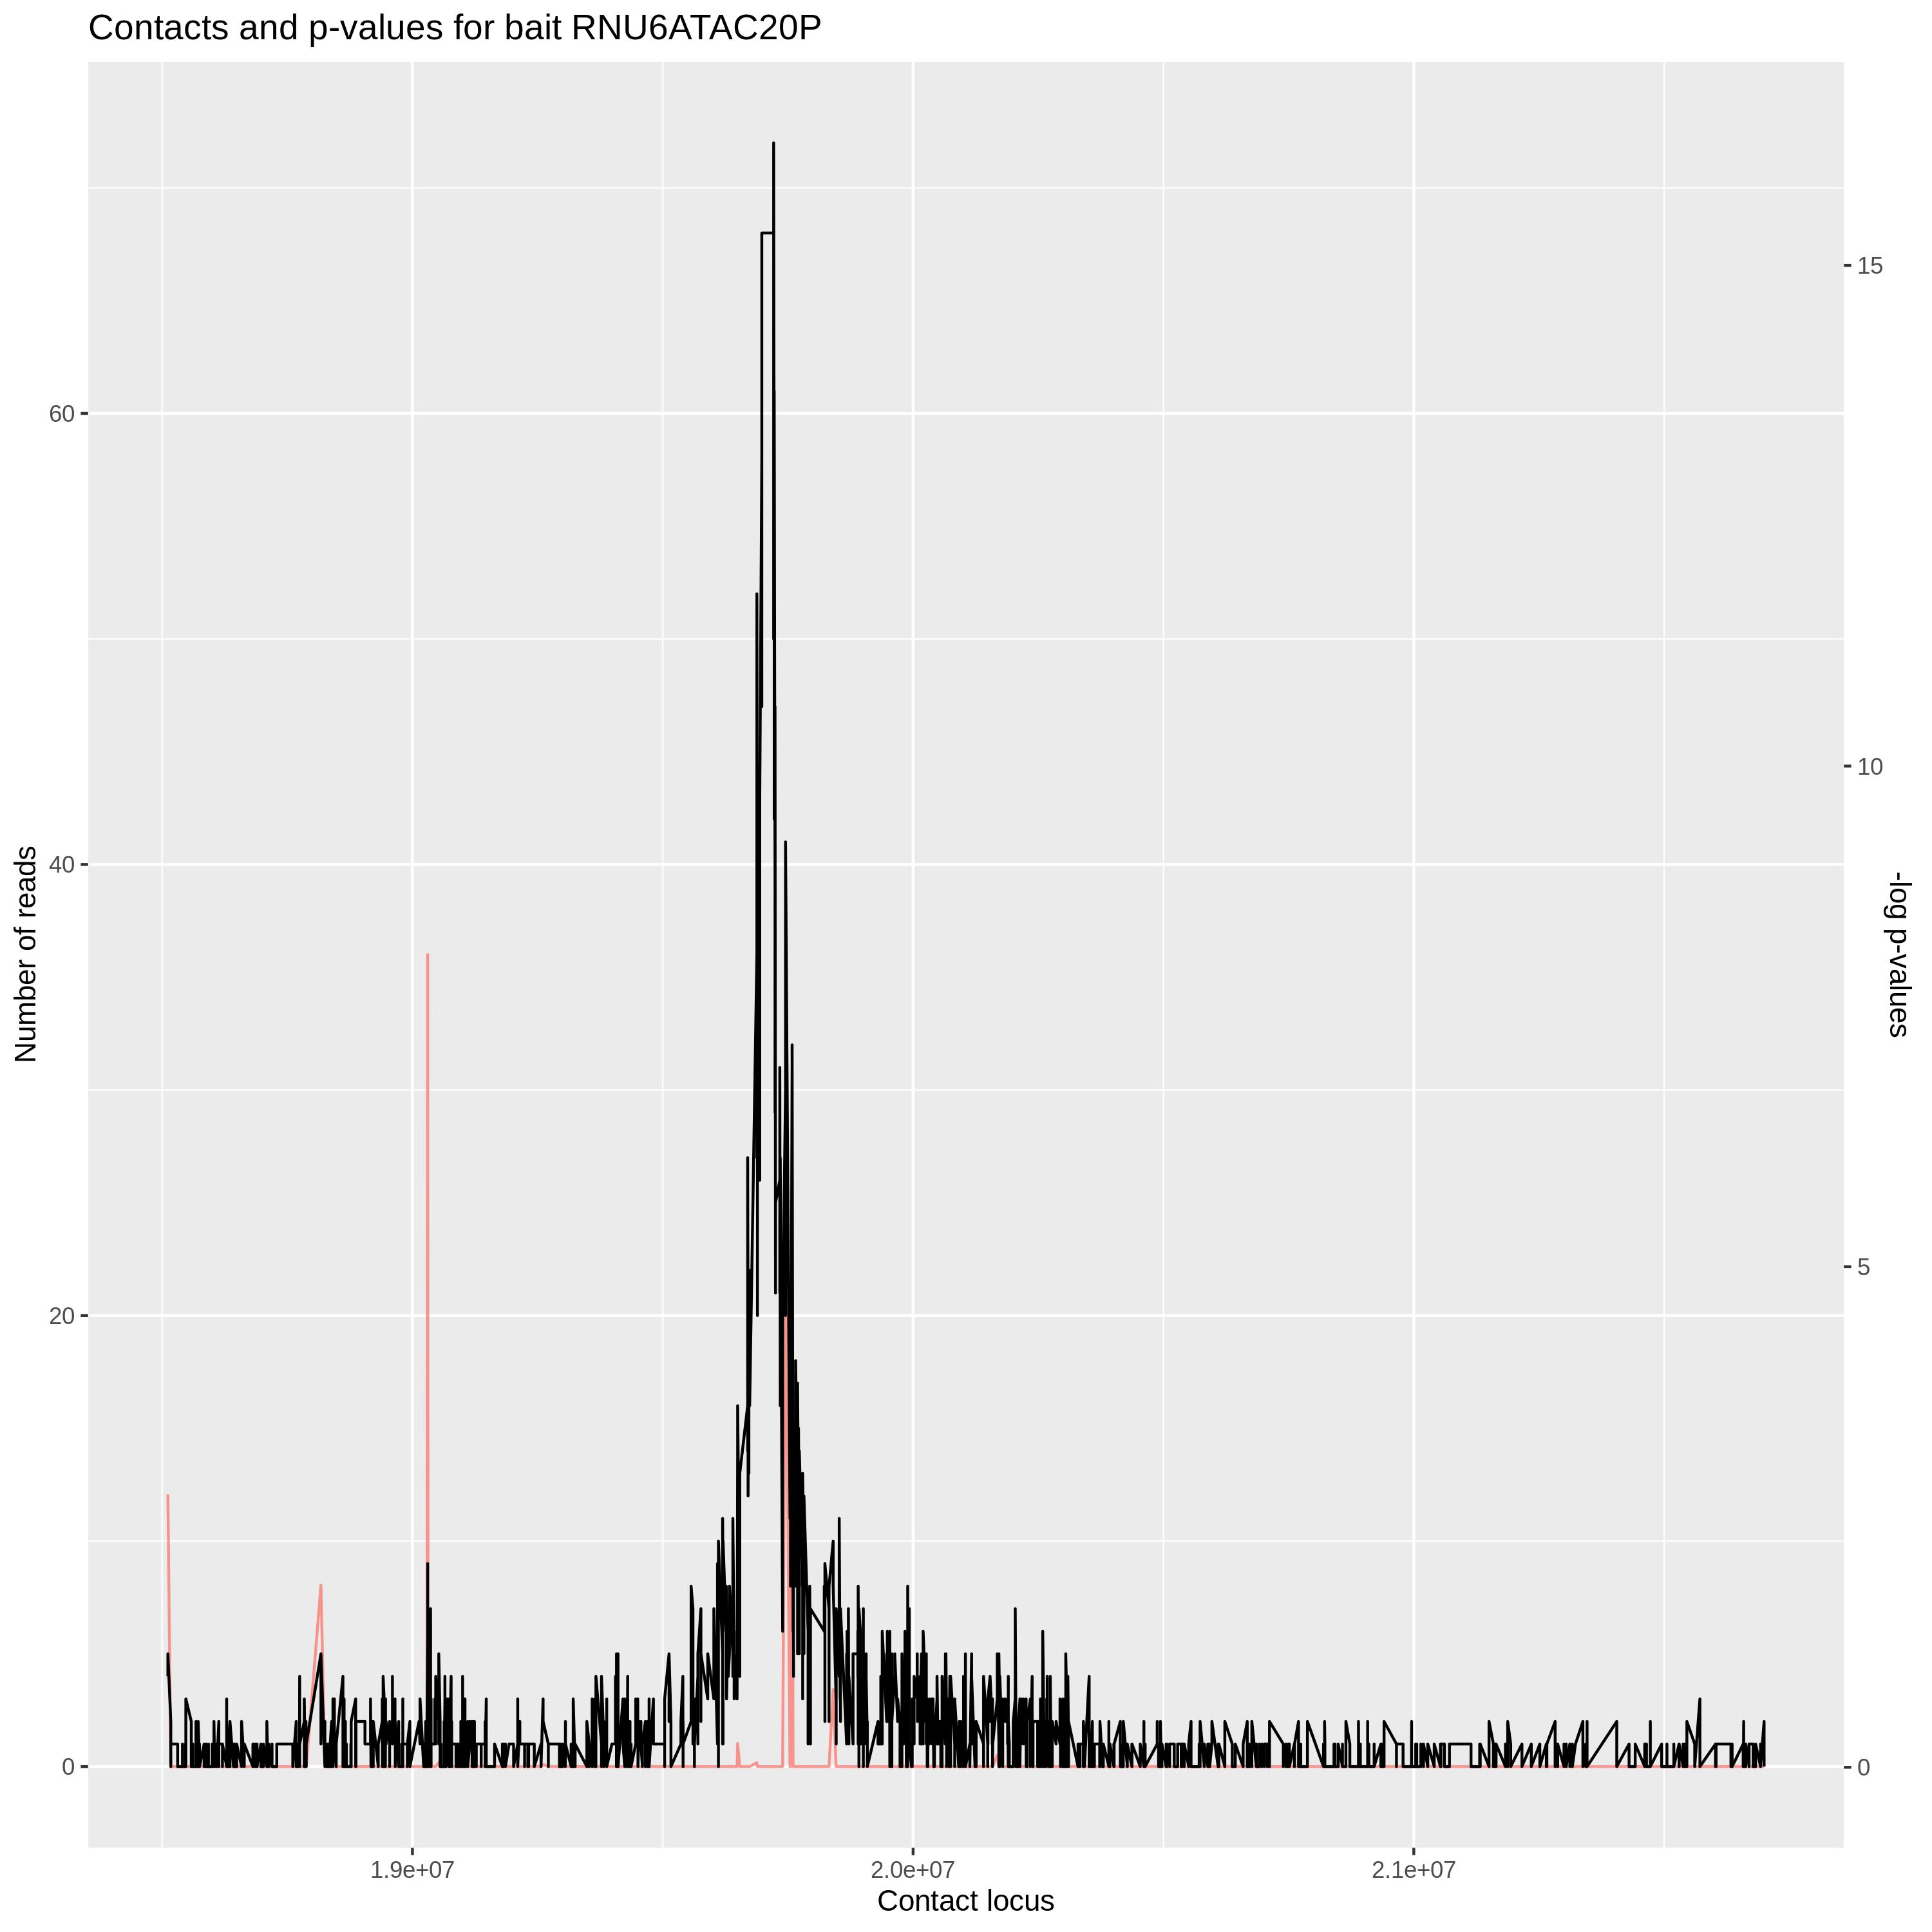 Contacts and p-values for bait RNU6ATAC20P
Number of reads
60
40
20
0
15
10
5
0
-log p-values
1.9e+07 2.0e+07 2.1e+07
Contact locus